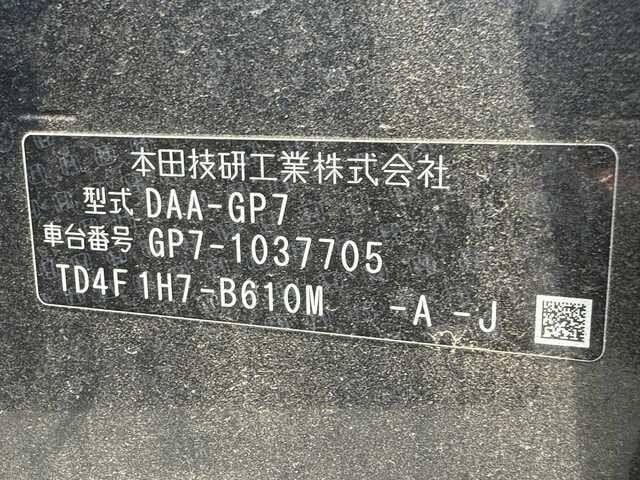 本田技研工業株式会社
型式 DAA-GP7
車台番号 GP7-1037705
TD4F1H7-B610M -A -J